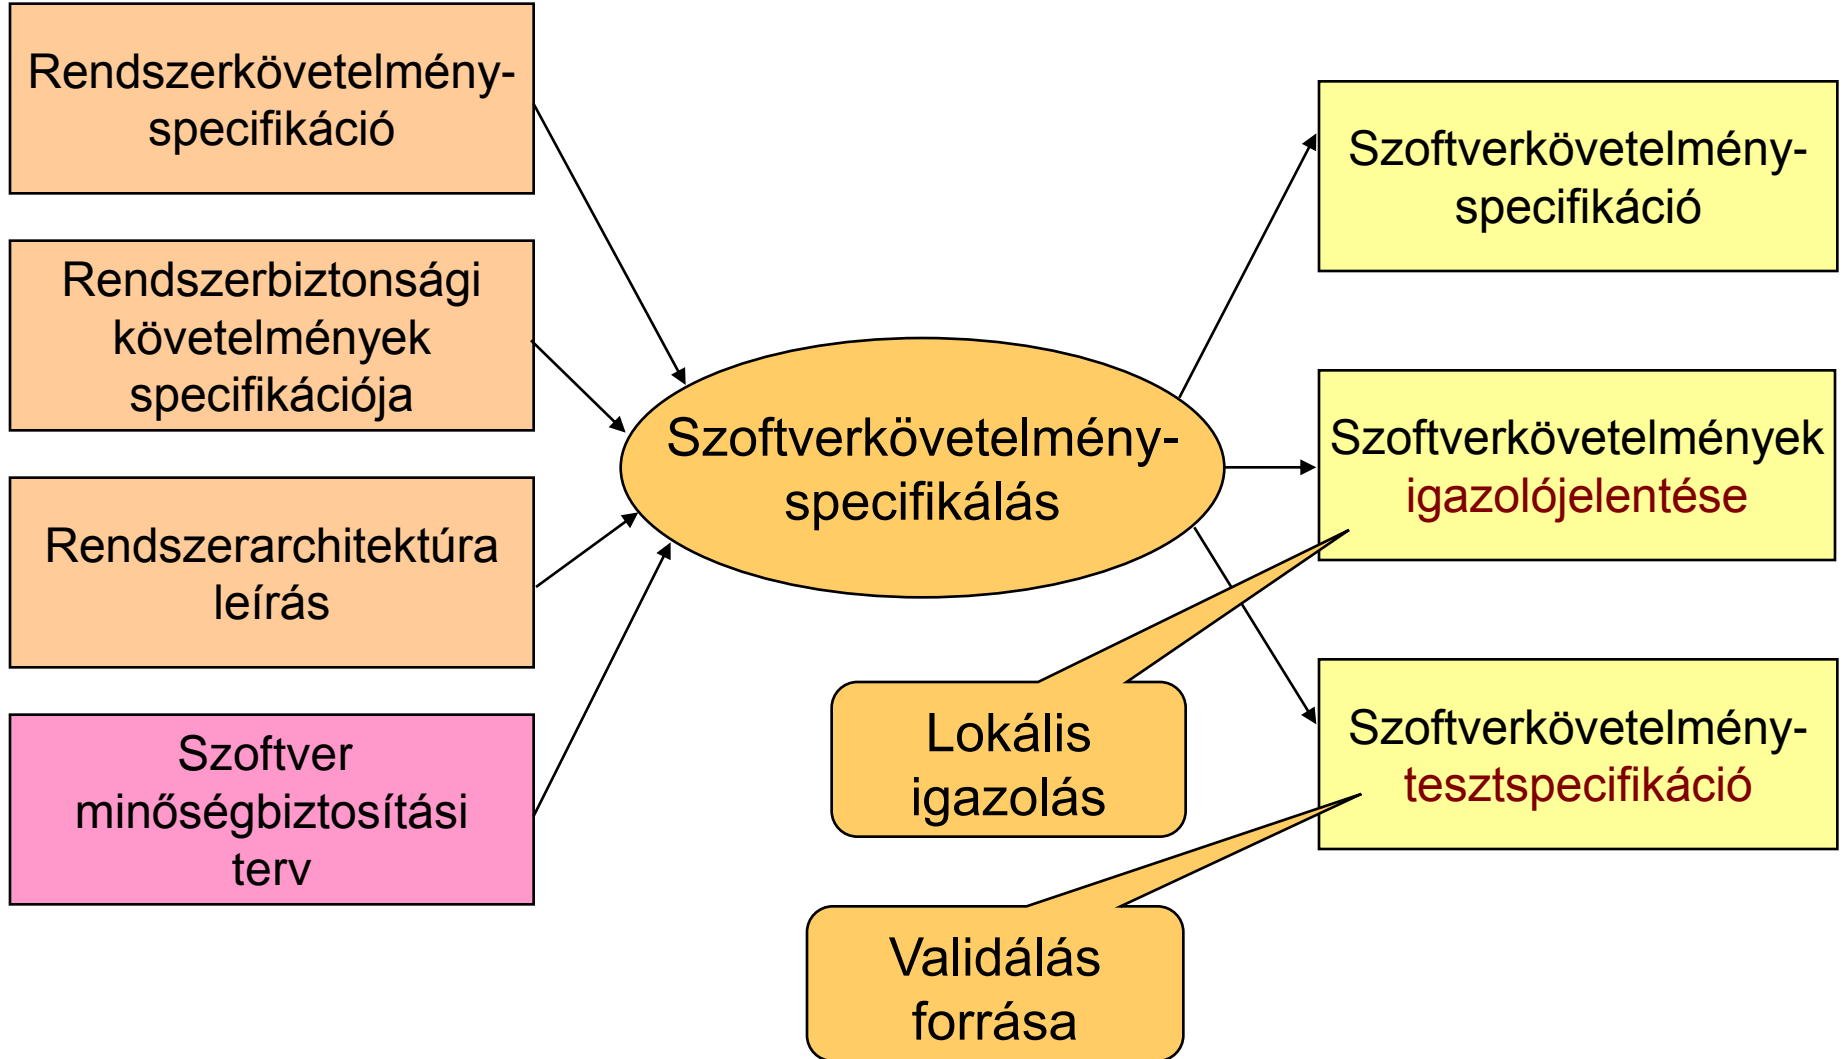 Rendszerkövetelmény-
specifikáció
Rendszerbiztonsági
követelmények
specifikációja
Rendszerarchitektúra
leírás
Szoftver
minőségbiztosítási
terv
Szoftverkövetelmény-
specifikálás
Szoftverkövetelmény-
specifikáció
Szoftverkövetelmények
igazolójelentése
Szoftverkövetelmény-
tesztspecifikáció
Lokális
igazolás
Validálás
forrása